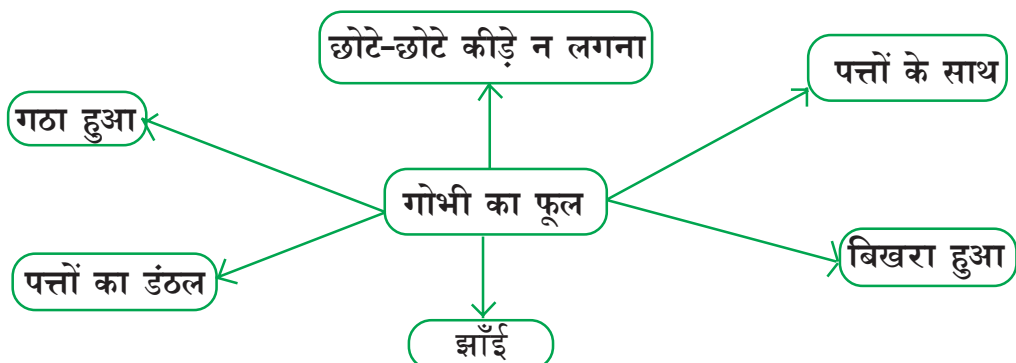 छोटे-छोटे कीड़े न लगना
पत्तों के साथ
गठा हुआ
गोभी का फूल
बिखरा हुआ
पत्तों का डंठल
झाँई